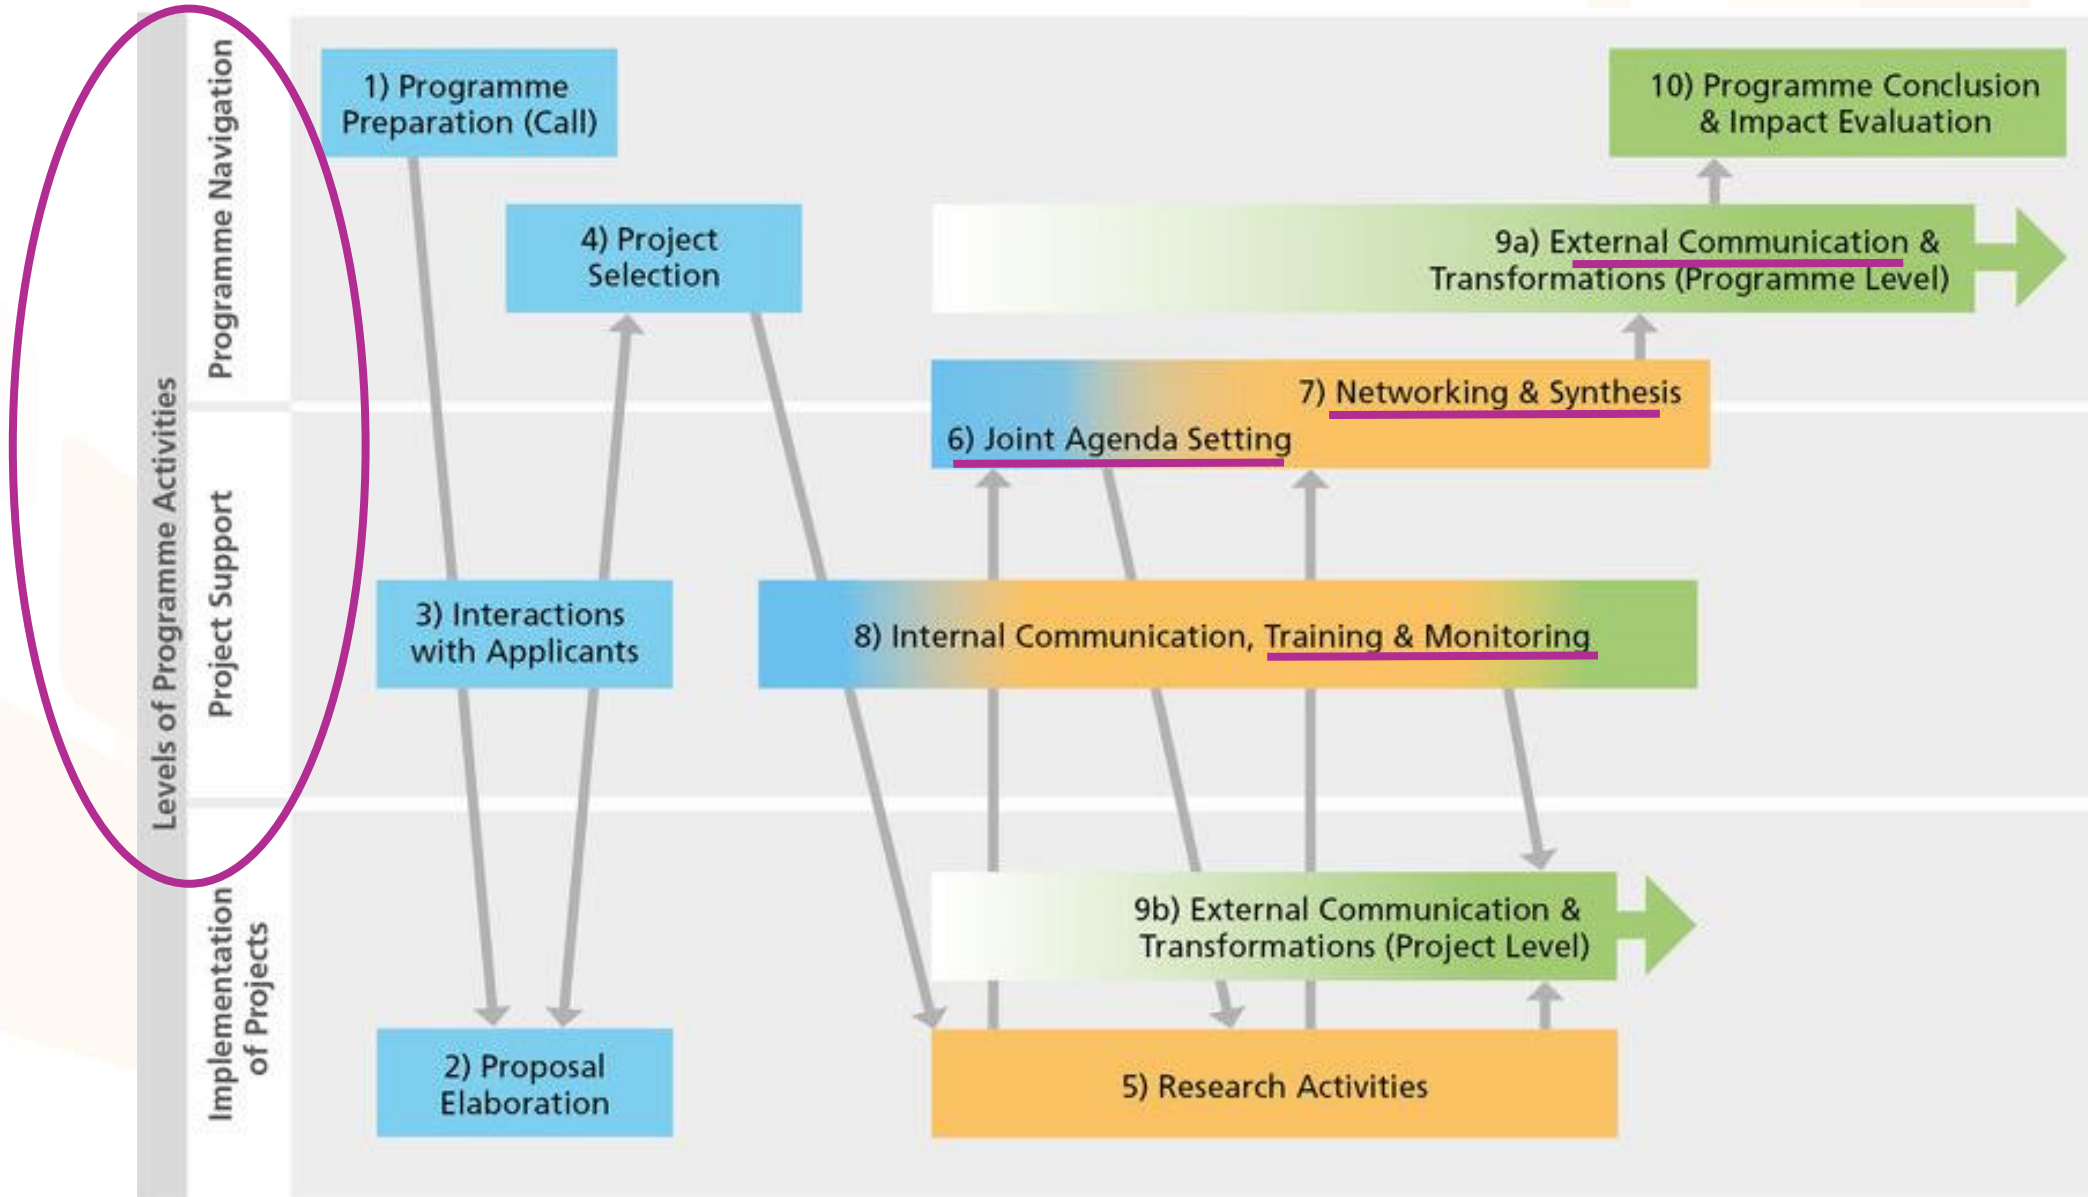 Levels of Programme Activities
Programme Navigation
Project Support
Implementation
of Projects
1) Programme
Preparation (Call)
10) Programme Conclusion
& Impact Evaluation
4) Project
Selection
9a) External Communication &
Transformations (Programme Level)
7) Networking & Synthesis
6) Joint Agenda Setting
3) Interactions
with Applicants
8) Internal Communication, Training & Monitoring
9b) External Communication &
Transformations (Project Level)
2) Proposal
Elaboration
5) Research Activities